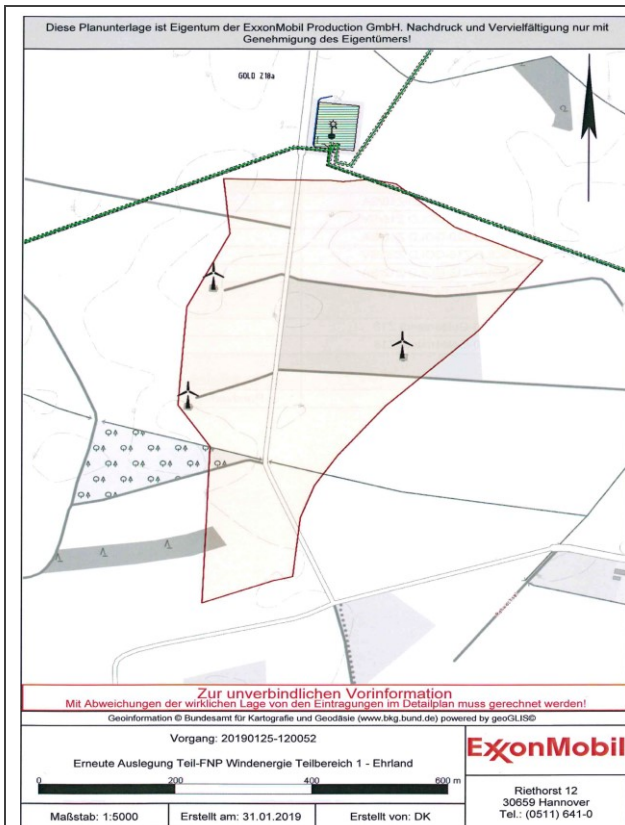 Diese Planunterlage ist Eigentum der ExxonMobil Production GmbH. Nachdruck und Vervielfältigung nur mit
Genehmigung des Eigentümers!
GOLD Z18a
Zur unverbindlichen Vorinformation
Mit Abweichungen der wirklichen Lage von den Eintragungen im Detailplan muss gerechnet werden!
Geoinformation © Bundesamt für Kartografie und Geodäsie (www.bkg.bund.de) powered by geoGLIS©
Vorgang: 20190125-120052
Erneute Auslegung Teil-FNP Windenergie Teilbereich 1 - Ehrland
0 200 400 600 m
Maßstab: 1:5000
Erstellt am: 31.01.2019
Erstellt von: DK
ExxonMobil
Riethorst 12
30659 Hannover
Tel.: (0511) 641-0